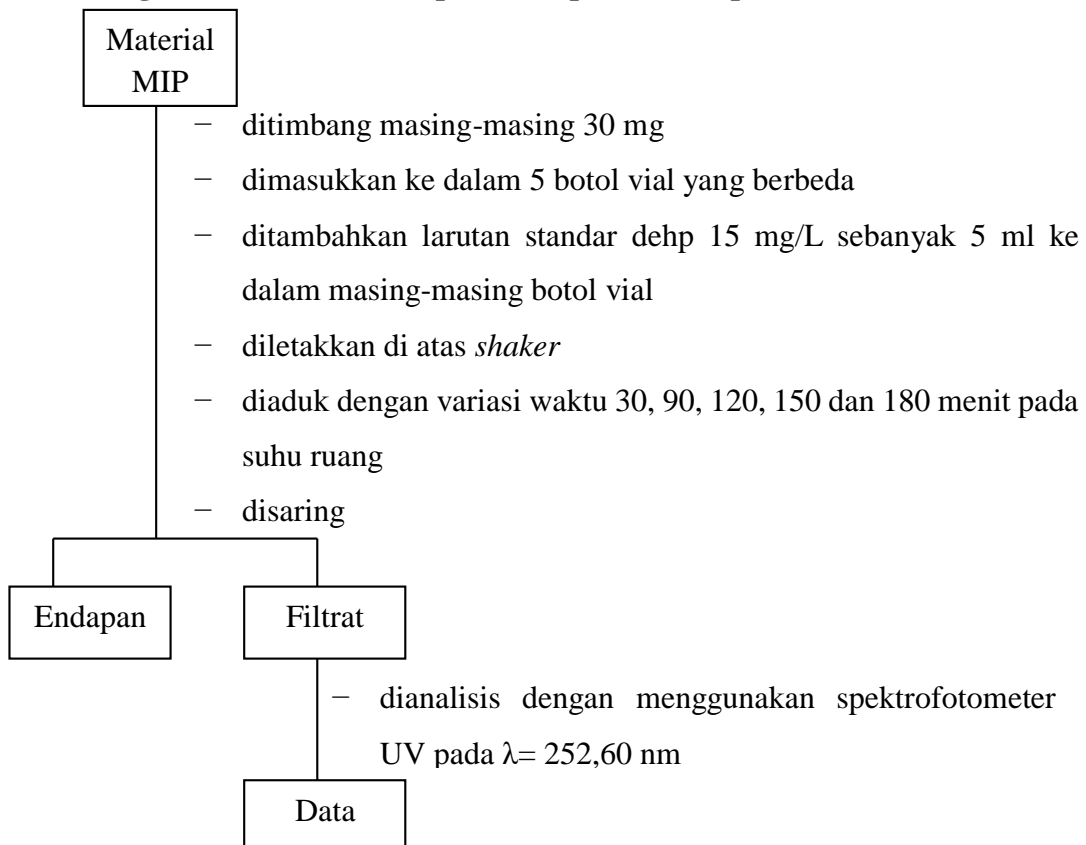 Material
MIP
− ditimbang masing-masing 30 mg
− dimasukkan ke dalam 5 botol vial yang berbeda
− ditambahkan larutan standar dehp 15 mg/L sebanyak 5 ml ke
dalam masing-masing botol vial
− diletakkan di atas shaker
− diaduk dengan variasi waktu 30, 90, 120, 150 dan 180 menit pada
suhu ruang
− disaring
Endapan Filtrat
− dianalisis dengan menggunakan spektrofotometer
UV pada λ= 252,60 nm
Data